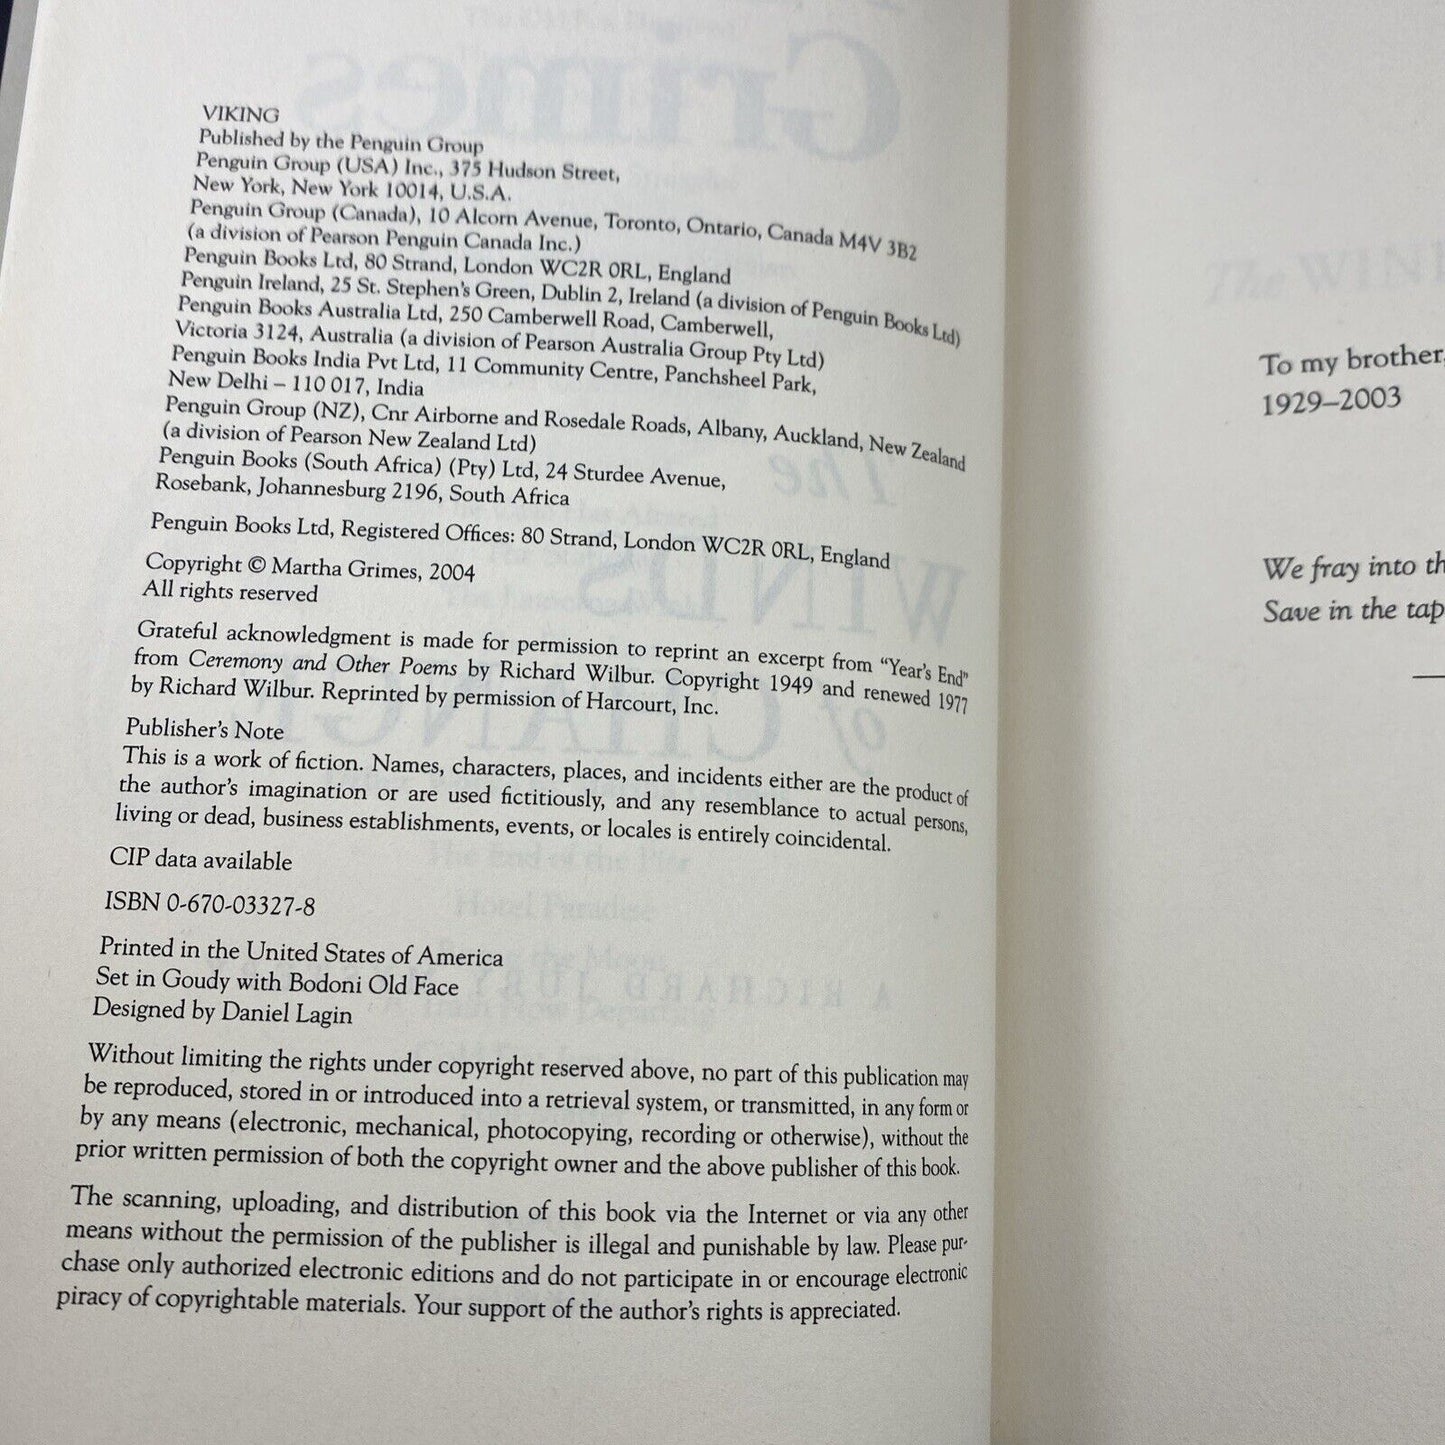 VIKING
Published by the Penguin Group
Penguin Group (USA) Inc., 375 Hudson Street,
New York, New York 10014, U.S.A.
Penguin Group (Canada), 10 Alcorn Avenue, Toronto, Ontario, Canada M4V 3B2
(a division of Pearson Penguin Canada Inc.)
Penguin Books Ltd, 80 Strand, London WC2R 0RL, England
Penguin Ireland, 25 St. Stephen's Green, Dublin 2, Ireland (a division of Penguin Books Ltd)
Penguin Books Australia Ltd, 250 Camberwell Road, Camberwell,
Victoria 3124, Australia (a division of Pearson Australia Group Pty Ltd)
Penguin Books India Pvt Ltd, 11 Community Centre, Panchsheel Park,
New Delhi – 110 017, India
Penguin Group (NZ), Cnr Airborne and Rosedale Roads, Albany, Auckland, New Zealand
(a division of Pearson New Zealand Ltd)
Penguin Books (South Africa) (Pty) Ltd, 24 Sturdee Avenue,
Rosebank, Johannesburg 2196, South Africa
Penguin Books Ltd, Registered Offices: 80 Strand, London WC2R 0RL, England
Copyright © Martha Grimes, 2004
All rights reserved
Grateful acknowledgment is made for permission to reprint an excerpt from “Year's End”
from Ceremony and Other Poems by Richard Wilbur. Copyright 1949 and renewed 1977
by Richard Wilbur. Reprinted by permission of Harcourt, Inc.
Publisher's Note
This is a work of fiction. Names, characters, places, and incidents either are the product of
the author's imagination or are used fictitiously, and any resemblance to actual persons,
living or dead, business establishments, events, or locales is entirely coincidental.
CIP data available
ISBN 0-670-03327-8
Printed in the United States of America
Set in Goudy with Bodoni Old Face
Designed by Daniel Lagin
Without limiting the rights under copyright reserved above, no part of this publication may
be reproduced, stored in or introduced into a retrieval system, or transmitted, in any form or
by any means (electronic, mechanical, photocopying, recording or otherwise), without the
prior written permission of both the copyright owner and the above publisher of this book.
The scanning, uploading, and distribution of this book via the Internet or via any other
means without the permission of the publisher is illegal and punishable by law. Please pur-
chase only authorized electronic editions and do not participate in or encourage electronic
piracy of copyrightable materials. Your support of the author's rights is appreciated.
To my brother,
1929–2003
We fray into th
Save in the tap
—